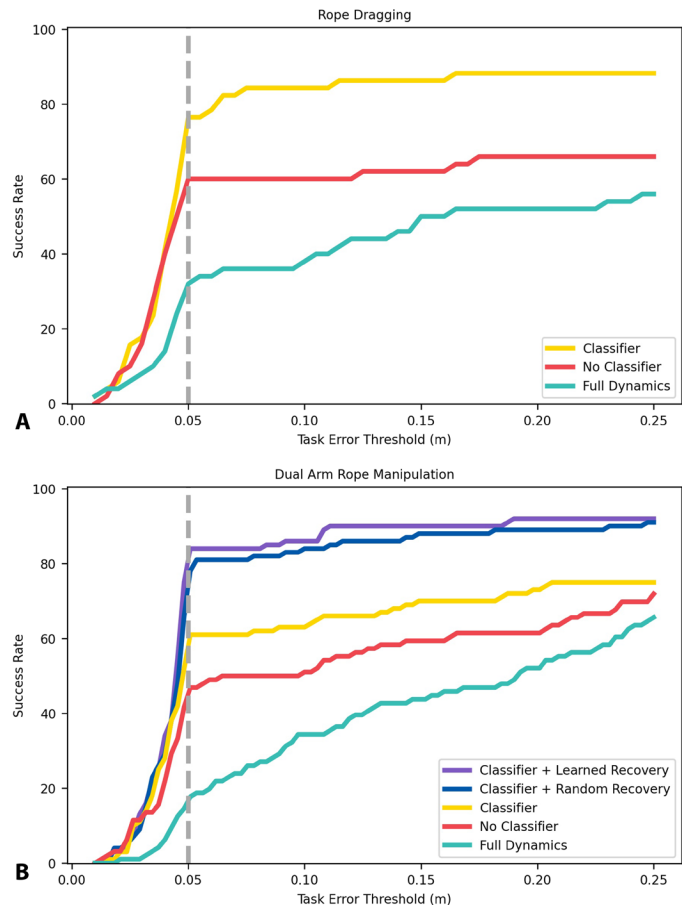 Rope Dragging
100
80
60
40
20
0
Success Rate
0.00 0.05 0.10 0.15 0.20 0.25
Task Error Threshold (m)
Classifier
No Classifier
Full Dynamics
A
Dual Arm Rope Manipulation
100
80
60
40
20
0
Success Rate
0.00 0.05 0.10 0.15 0.20 0.25
Task Error Threshold (m)
Classifier + Learned Recovery
Classifier + Random Recovery
Classifier
No Classifier
Full Dynamics
B